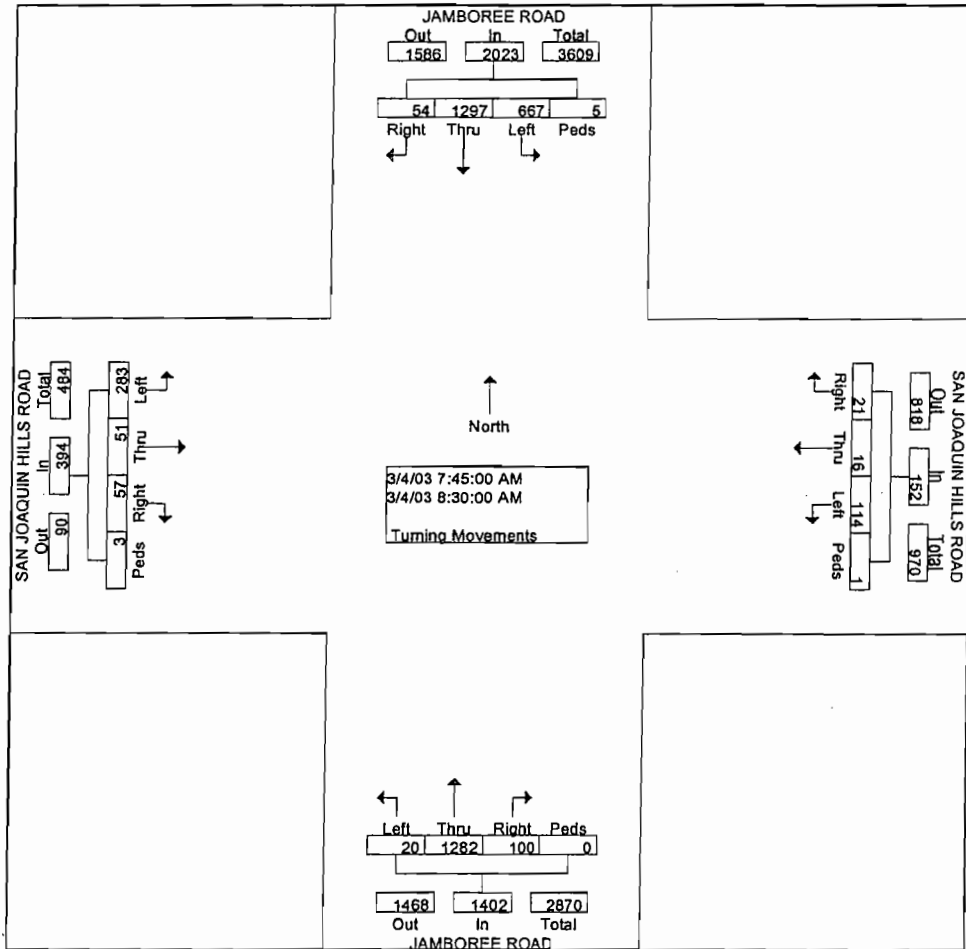 JAMBOREE ROAD
Out In Total
1586 2023 3609
54 1297 667 5
Right Thru Left Peds
SAN JOAQUIN HILLS ROAD
Total In Out
484 394 90
283 51 57 3
Left Thru Right Peds
North
3/4/03 7:45:00 AM
3/4/03 8:30:00 AM
Turning Movements
Right Thru Left Peds
21 16 114 1
Out In Total
818 152 970
SAN JOAQUIN HILLS ROAD
Left Thru Right Peds
20 1282 100 0
1468 1402 2870
Out In Total
JAMBOREE ROAD